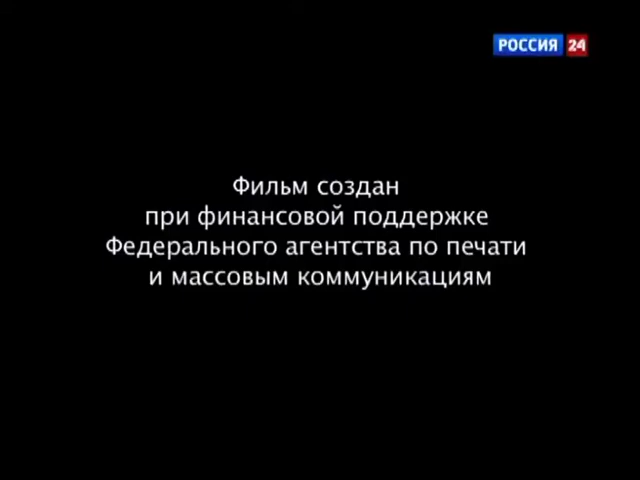 РОССИЯ 24
Фильм создан
при финансовой поддержке
Федерального агентства по печати
и массовым коммуникациям